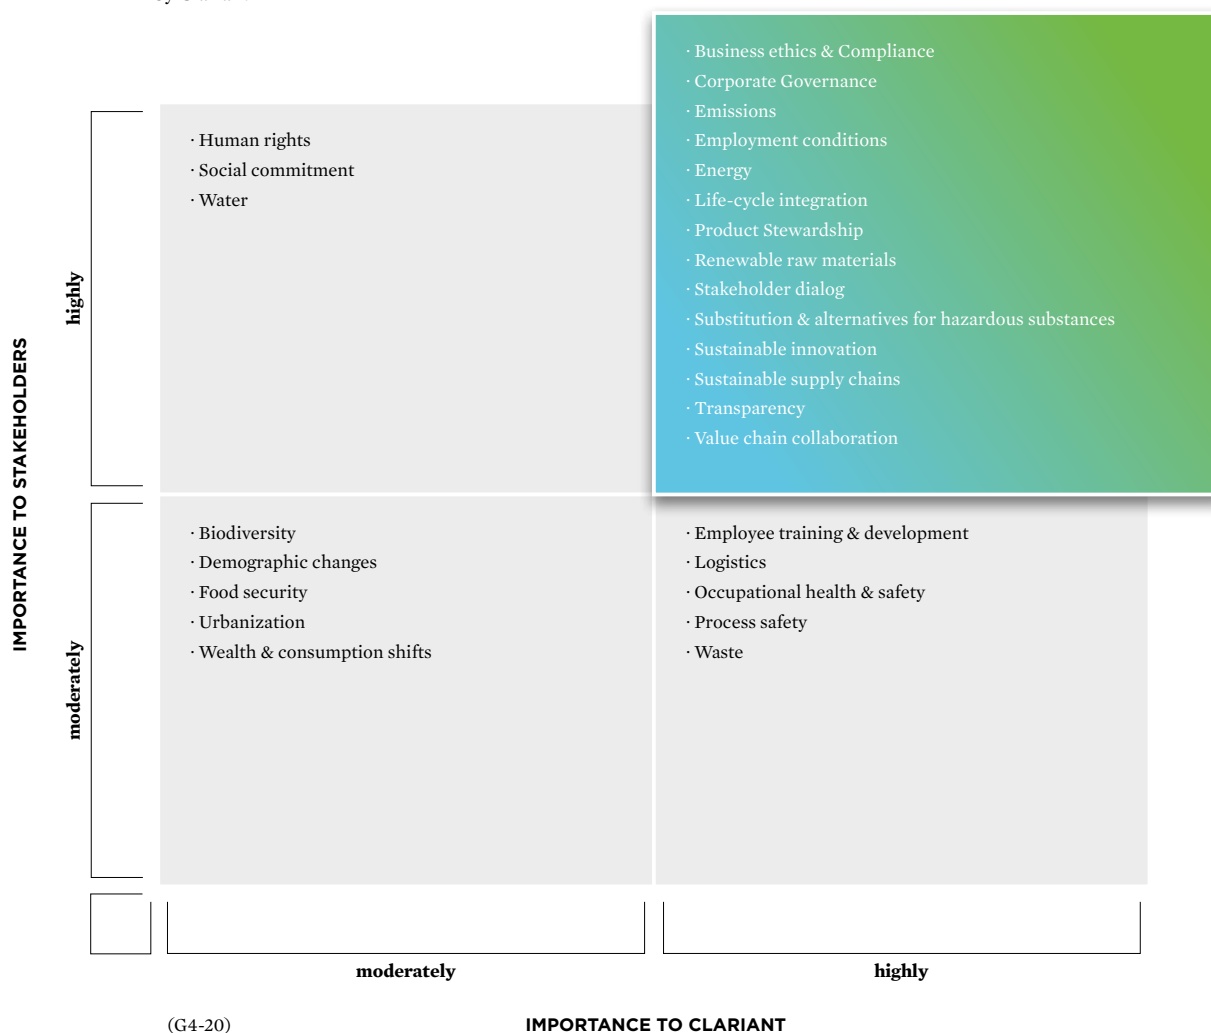 · Business ethics & Compliance
· Corporate Governance
· Emissions
· Employment conditions
· Energy
· Life-cycle integration
· Product Stewardship
· Renewable raw materials
· Stakeholder dialog
· Substitution & alternatives for hazardous substances
· Sustainable innovation
· Sustainable supply chains
· Transparency
· Value chain collaboration
· Human rights
· Social commitment
· Water
highly
IMPORTANCE TO STAKEHOLDERS
moderately
· Biodiversity
· Demographic changes
· Food security
· Urbanization
· Wealth & consumption shifts
· Employee training & development
· Logistics
· Occupational health & safety
· Process safety
· Waste
moderately
highly
(G4-20)
IMPORTANCE TO CLARIANT